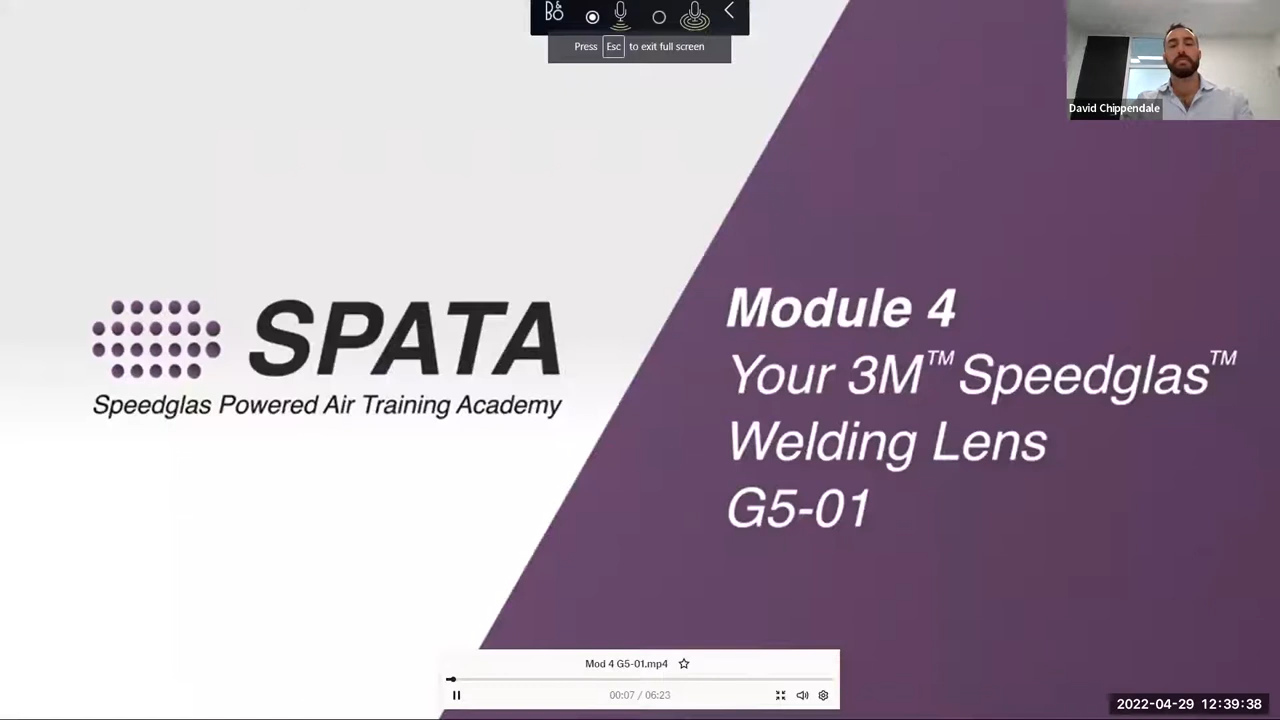 B&O
Press Esc to exit full screen
David Chippendale
SPATA
Speedglas Powered Air Training Academy
Module 4
Your 3M™ Speedglas™
Welding Lens
G5-01
Mod 4 G5-01.mp4
00:07 / 06:23
2022-04-29 12:39:38